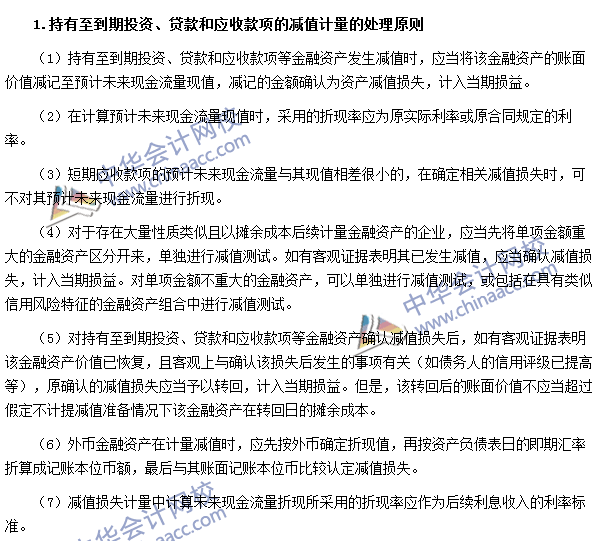 1.持有至到期投资、贷款和应收款项的减值计量的处理原则
（1）持有至到期投资、贷款和应收款项等金融资产发生减值时，应当将该金融资产的账面
价值减记至预计未来现金流量现值，减记的金额确认为资产减值损失，计入当期损益。
（2）在计算预计未来现金流量现值时，采用的折现率应为原实际利率或原合同规定的利
率。
（3）短期应收款项的预计未来现金流量与其现值相差很小的，在确定相关减值损失时，可
不对其预计未来现金流量进行折现。
（4）对于存在大量性质类似且以摊余成本后续计量金融资产的企业，应当先将单项金额重
大的金融资产区分开来，单独进行减值测试。如有客观证据表明其已发生减值，应当确认减值损
失，计入当期损益。对单项金额不重大的金融资产，可以单独进行减值测试，或包括在具有类似
信用风险特征的金融资产组合中进行减值测试。
（5）对持有至到期投资、贷款和应收款项等金融资产确认减值损失后，如有客观证据表明
该金融资产价值已恢复，且客观上与确认该损失后发生的事项有关（如债务人的信用评级已提高
等），原确认的减值损失应当予以转回，计入当期损益。但是，该转回后的账面价值不应当超过
假定不计提减值准备情况下该金融资产在转回日的摊余成本。
（6）外币金融资产在计量减值时，应先按外币确定折现值，再按资产负债表日的即期汇率
折算成记账本位币额，最后与其账面记账本位币比较认定减值损失。
（7）减值损失计量中计算未来现金流量折现所采用的折现率应作为后续利息收入的利率标
准。
中华会计网校
www.chinaacc.com
中华会计网校
www.chinaacc.com
中华会计网校
www.chinaacc.com